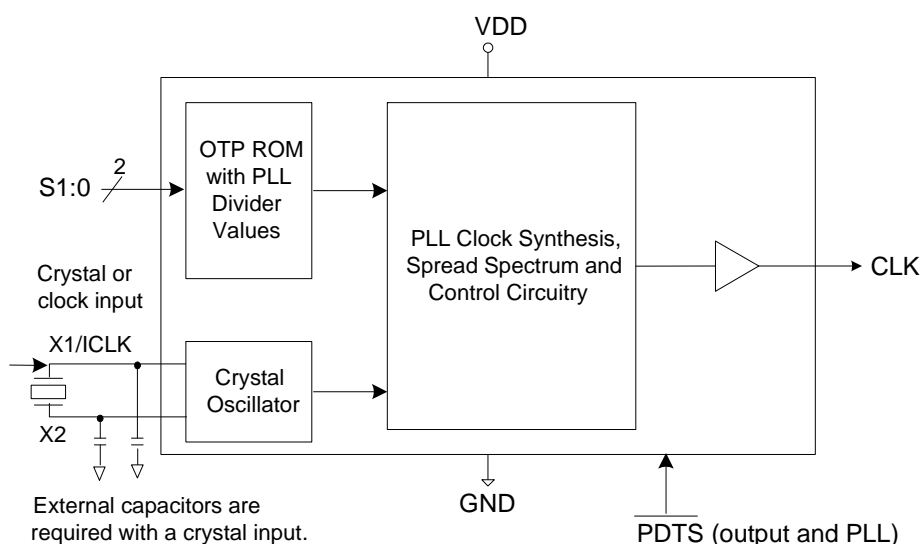 VDD
OTP ROM
with PLL
Divider
Values
2
S1:0
PLL Clock Synthesis,
Spread Spectrum and
Control Circuitry
CLK
Crystal or
clock input
X1/ICLK
Crystal
Oscillator
X2
External capacitors are
required with a crystal input.
GND
PDTS (output and PLL)